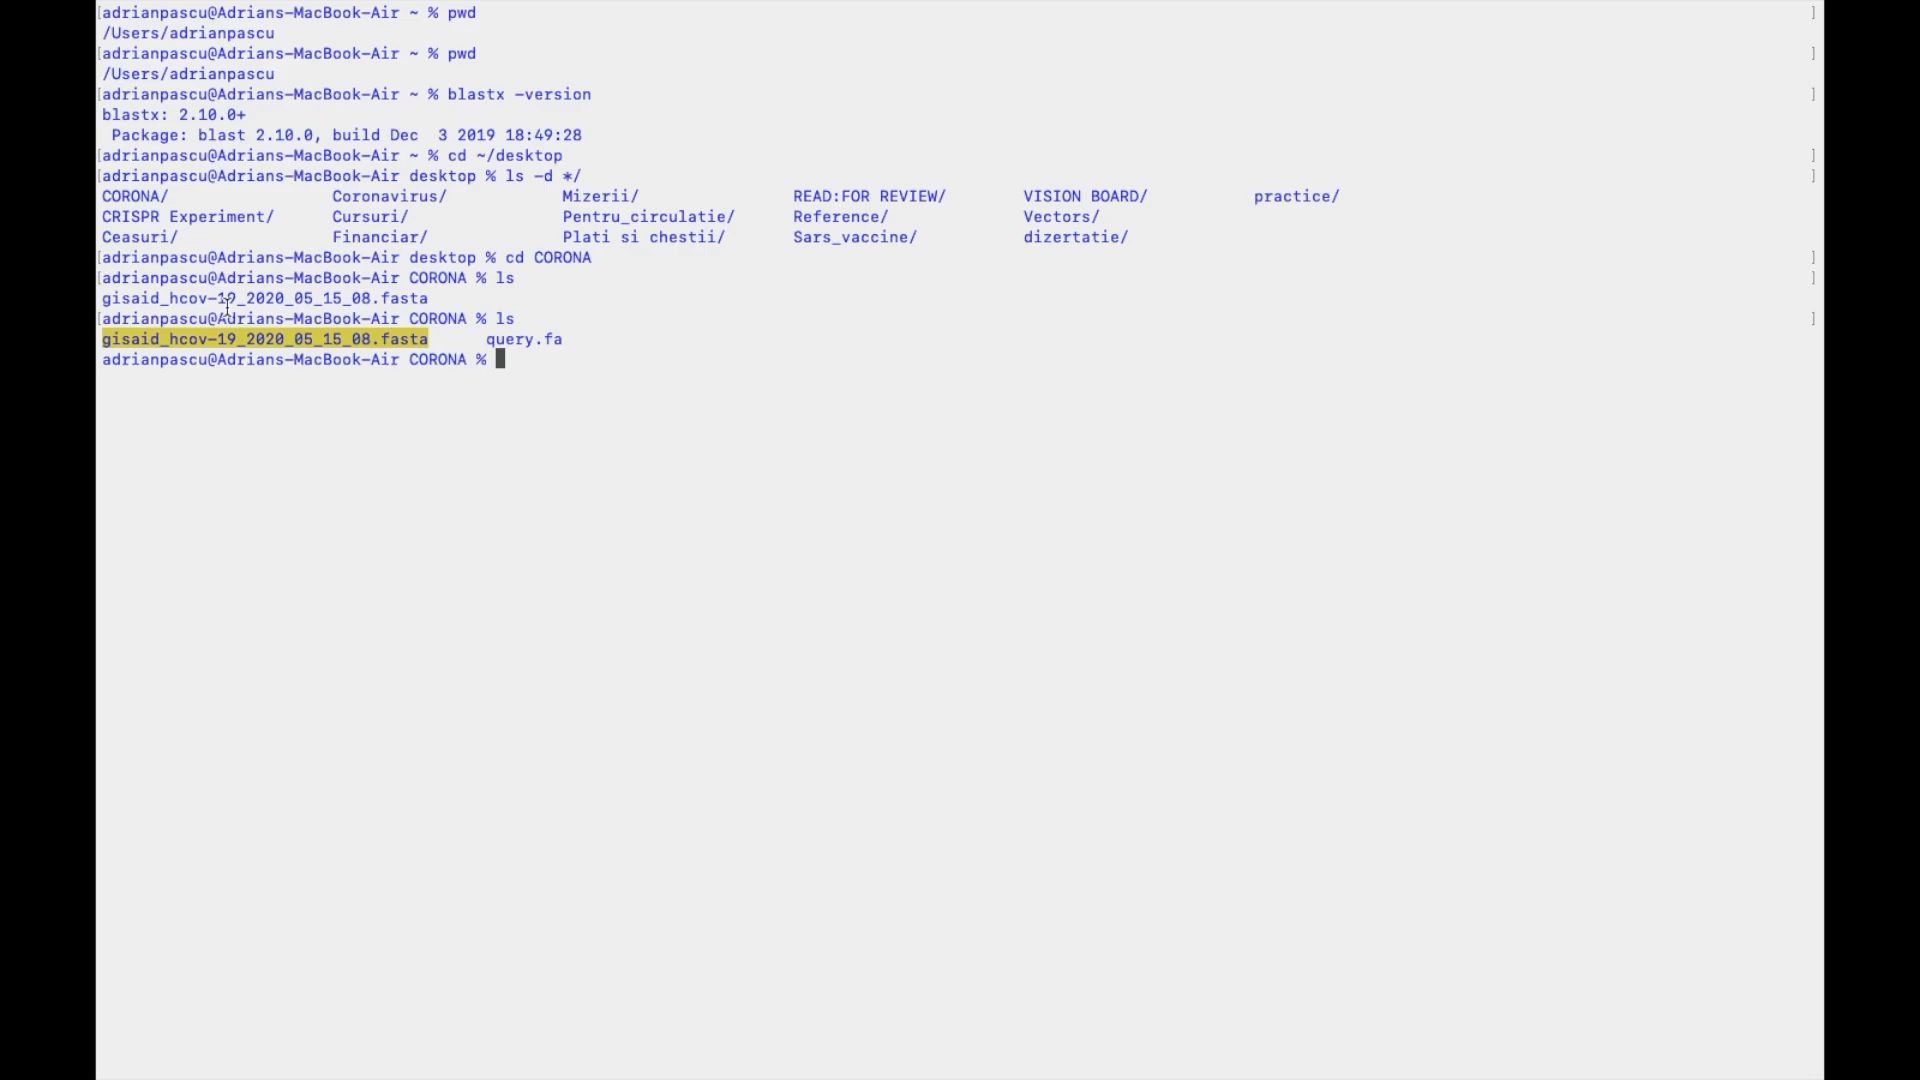 [adrianpascu@Adrians-MacBook-Air ~ % pwd ]
/Users/adrianpascu
[adrianpascu@Adrians-MacBook-Air ~ % pwd ]
/Users/adrianpascu
[adrianpascu@Adrians-MacBook-Air ~ % blastx -version ]
blastx: 2.10.0+
 Package: blast 2.10.0, build Dec  3 2019 18:49:28
[adrianpascu@Adrians-MacBook-Air ~ % cd ~/desktop ]
[adrianpascu@Adrians-MacBook-Air desktop % ls -d */ ]
CORONA/ Coronavirus/ Mizerii/ READ:FOR REVIEW/ VISION BOARD/ practice/
CRISPR Experiment/ Cursuri/ Pentru_circulatie/ Reference/ Vectors/
Ceasuri/ Financiar/ Plati si chestii/ Sars_vaccine/ dizertatie/
[adrianpascu@Adrians-MacBook-Air desktop % cd CORONA ]
[adrianpascu@Adrians-MacBook-Air CORONA % ls ]
gisaid_hcov-19_2020_05_15_08.fasta
[adrianpascu@Adrians-MacBook-Air CORONA % ls ]
gisaid_hcov-19_2020_05_15_08.fasta query.fa
adrianpascu@Adrians-MacBook-Air CORONA %